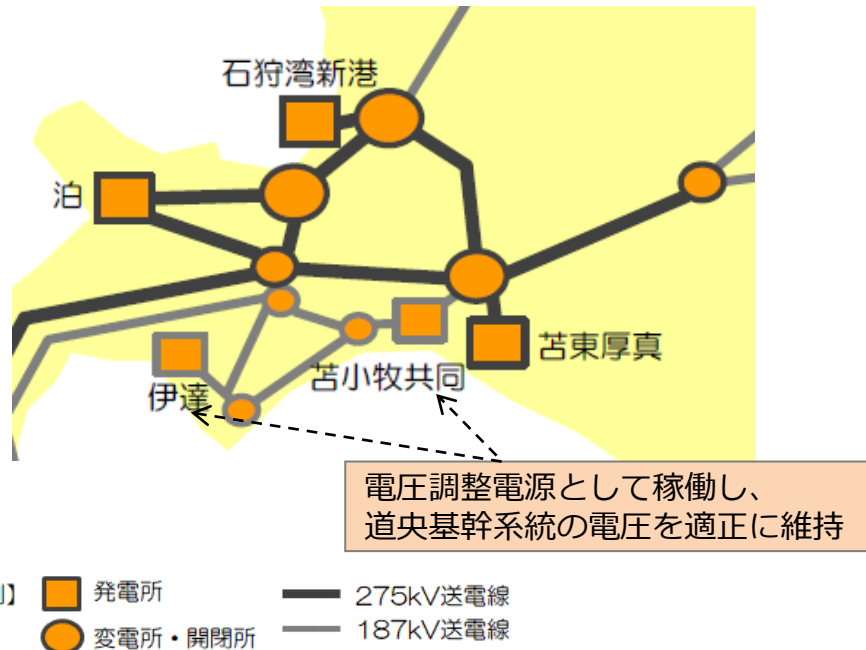 石狩湾新港
泊
苫東厚真
苫小牧共同
伊達
電圧調整電源として稼働し、
道央基幹系統の電圧を適正に維持
】
発電所
275kV送電線
変電所・開閉所
187kV送電線